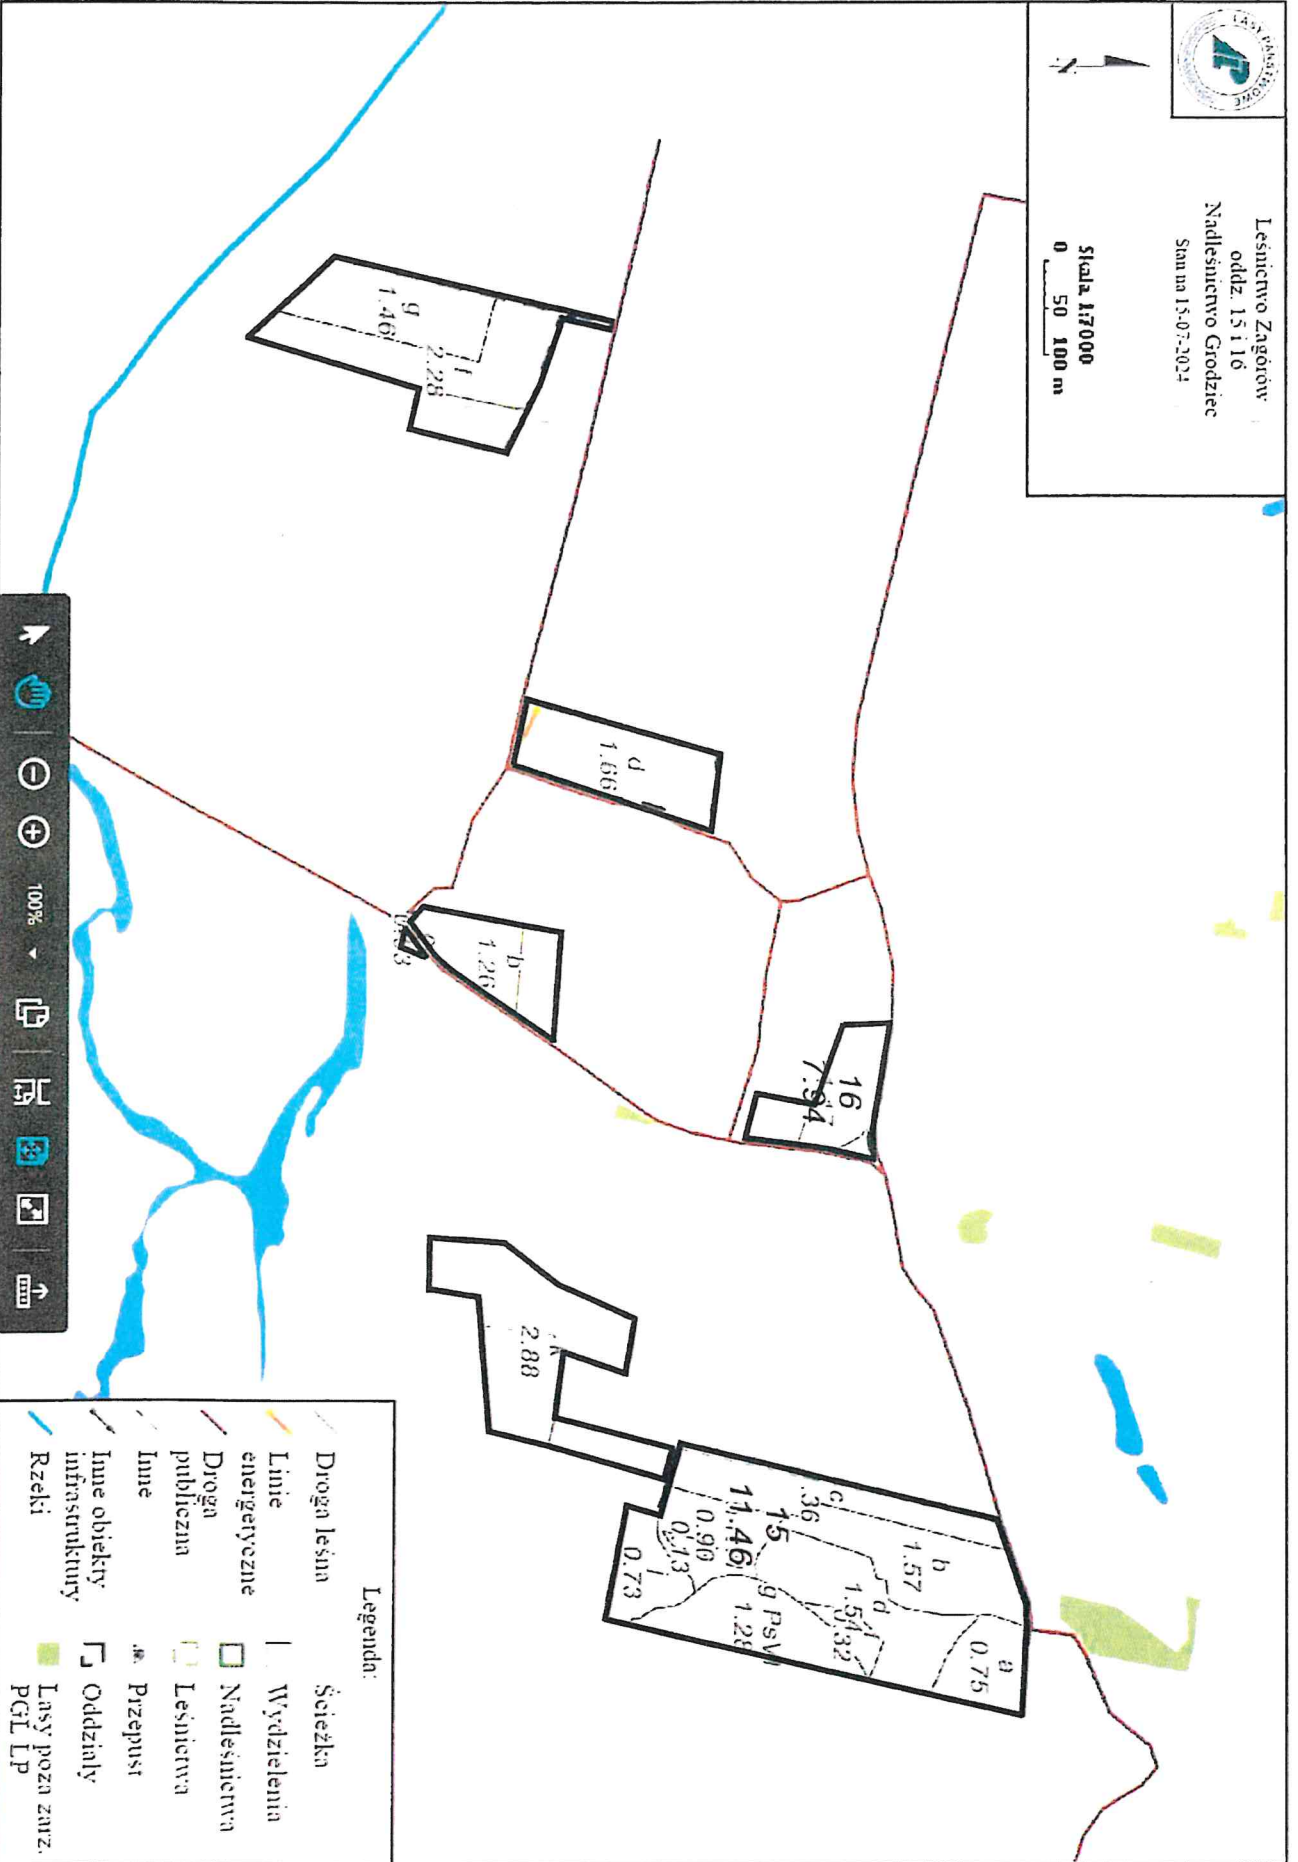 LASY PAŃSTWOWE
Leśnictwo Zagórów
oddz. 15 i 16
Nadleśnictwo Grodziec
Stan na 15-07-2024
Skala 1:7000
0 50 100 m
N
g
1.46
f
2.28
d
1.66
b
1.26
16
7.94
k
2.88
c
.36
b
1.57
a
0.75
15
11.46
d
1.54
f
0.32
g PsV
1.28
0.90
0.13
i
0.73
Legenda:
Droga leśna
Linie
energetyczne
Droga
publiczna
Inne
Inne obiekty
infrastruktury
Rzeki
Ścieżka
Wydzielenia
Nadleśnictwa
Leśnictwa
Przepust
Oddziały
Lasy poza zarz.
PGL LP
100%